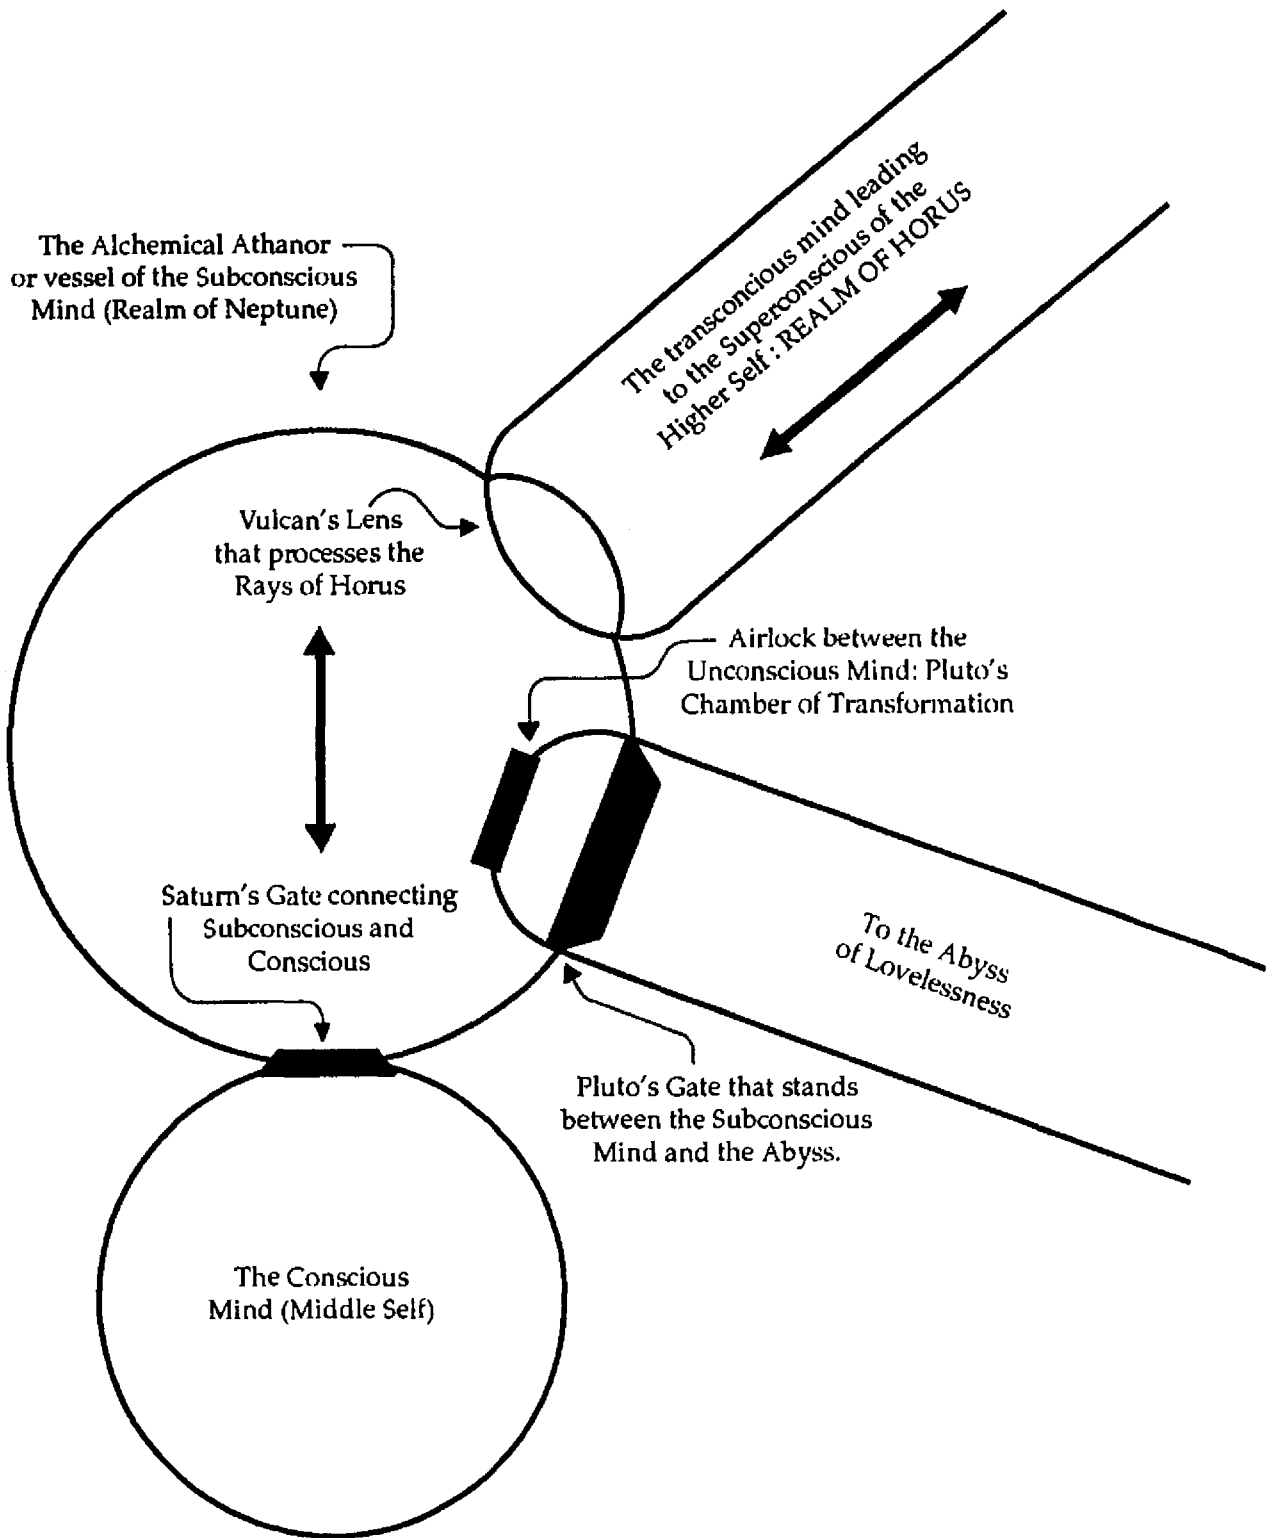 The transconcious mind leading
to the Superconscious of the
Higher Self : REALM OF HORUS
The Alchemical Athanor
or vessel of the Subconscious
Mind (Realm of Neptune)
Vulcan's Lens
that processes the
Rays of Horus
Airlock between the
Unconscious Mind: Pluto's
Chamber of Transformation
Saturn's Gate connecting
Subconscious and
Conscious
To the Abyss
of Lovelessness
Pluto's Gate that stands
between the Subconscious
Mind and the Abyss.
The Conscious
Mind (Middle Self)